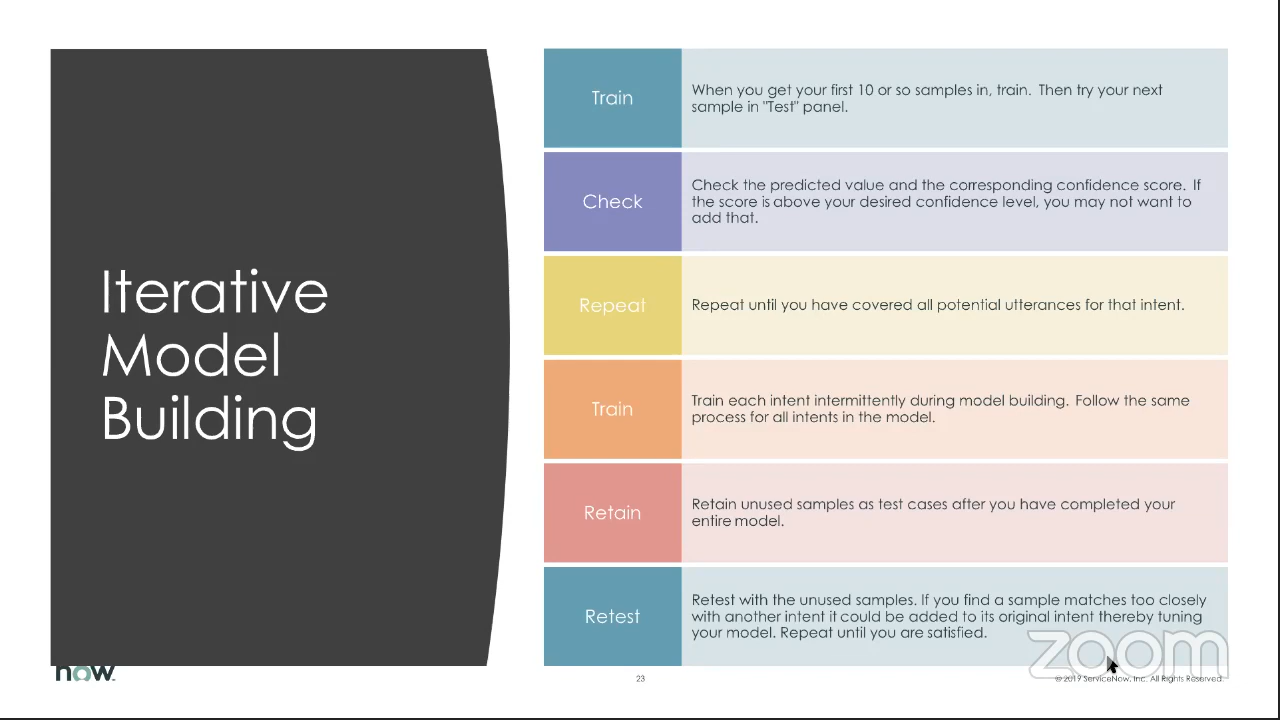 Iterative
Model
Building
Train
When you get your first 10 or so samples in, train. Then try your next
sample in "Test" panel.
Check
Check the predicted value and the corresponding confidence score. If
the score is above your desired confidence level, you may not want to
add that.
Repeat
Repeat until you have covered all potential utterances for that intent.
Train
Train each intent intermittently during model building. Follow the same
process for all intents in the model.
Retain
Retain unused samples as test cases after you have completed your
entire model.
Retest
Retest with the unused samples. If you find a sample matches too closely
with another intent it could be added to its original intent thereby tuning
your model. Repeat until you are satisfied.
zoom
now
23
© 2019 ServiceNow, Inc. All Rights Reserved.